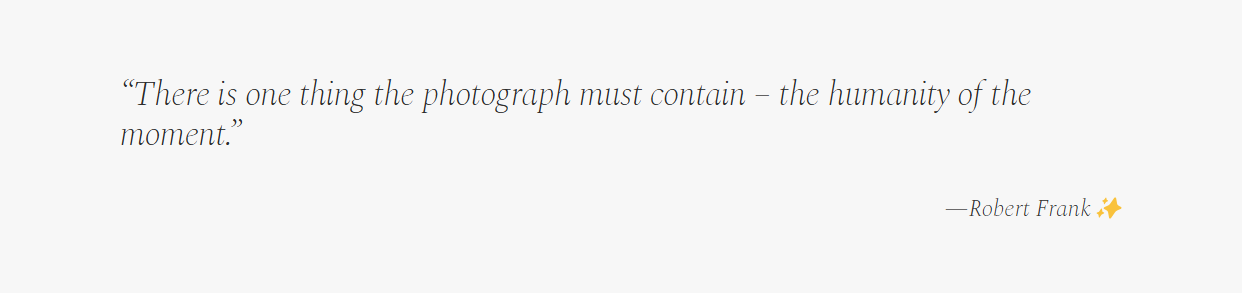 “There is one thing the photograph must contain – the humanity of the
moment.”
—Robert Frank ✨